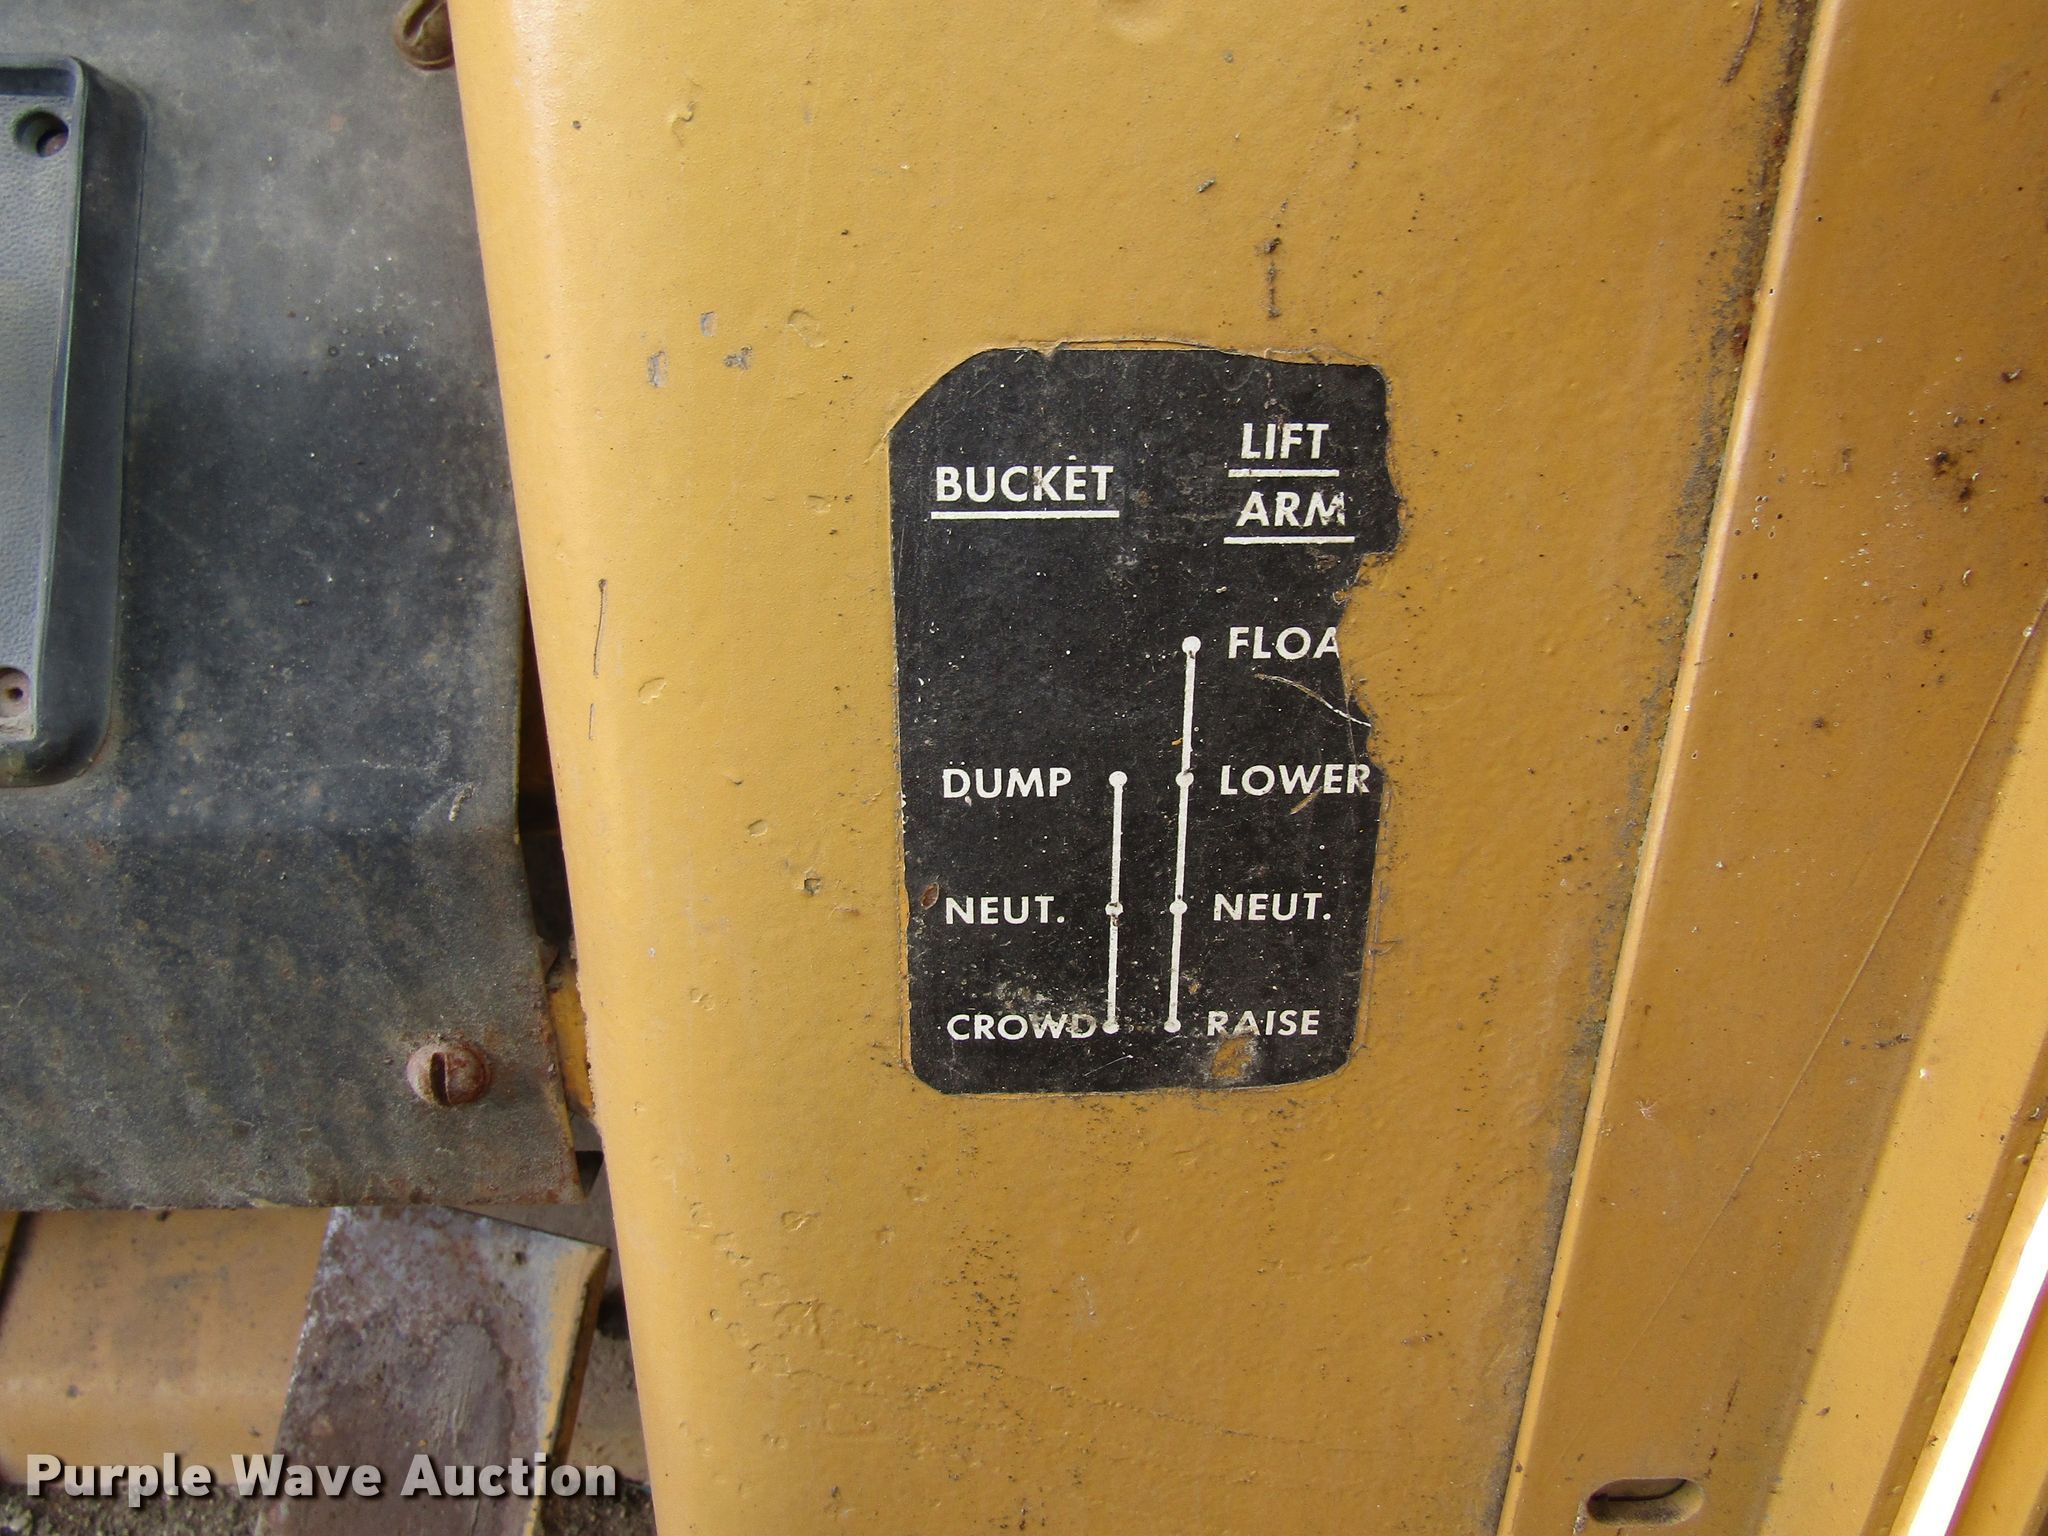 BUCKET
LIFT
ARM
FLOA
DUMP LOWER
NEUT. NEUT.
CROWD RAISE
Purple Wave Auction